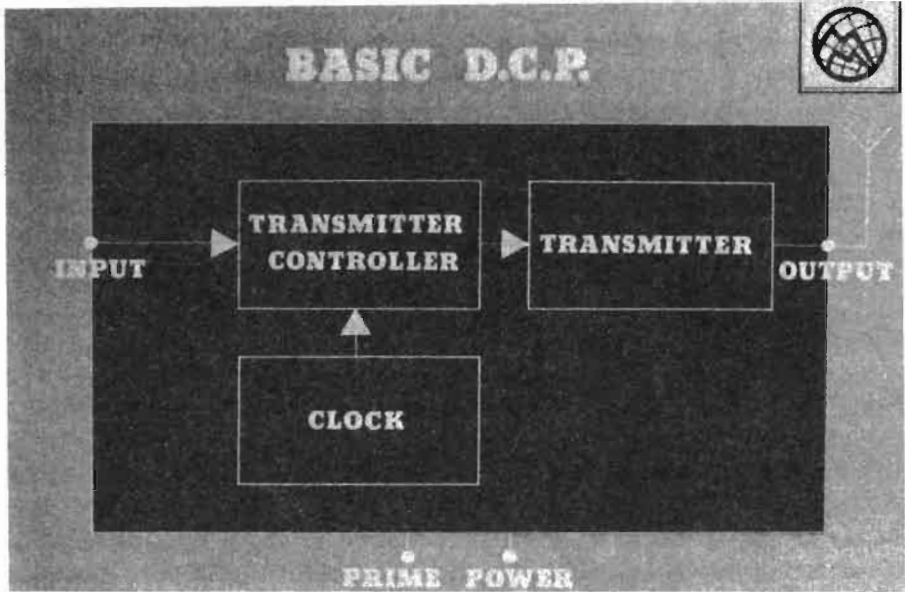 BASIC D.C.P.
TRANSMITTER
CONTROLLER
TRANSMITTER
INPUT
OUTPUT
CLOCK
PRIME POWER